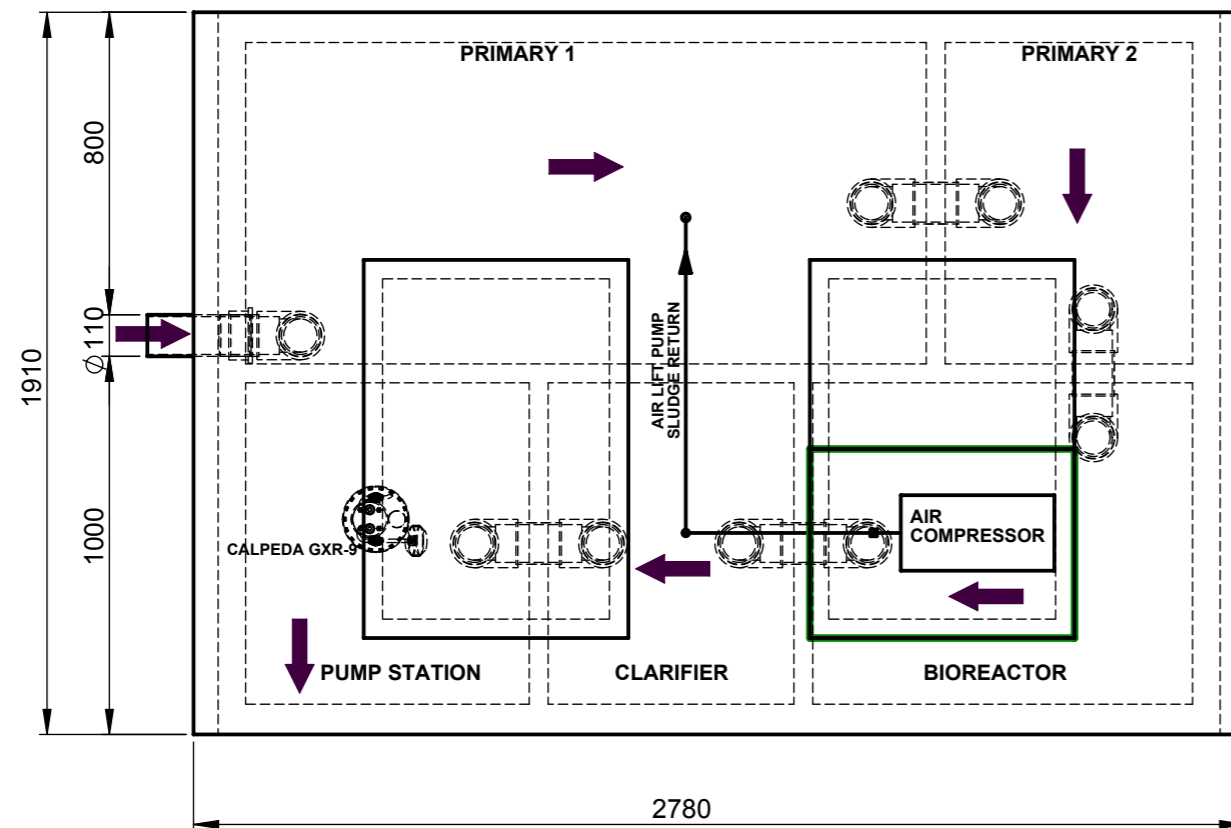 PRIMARY 1
PRIMARY 2
800
Ø110
1910
1000
AIR LIFT PUMP
SLUDGE RETURN
AIR
COMPRESSOR
CALPEDA GXR-9
PUMP STATION
CLARIFIER
BIOREACTOR
2780